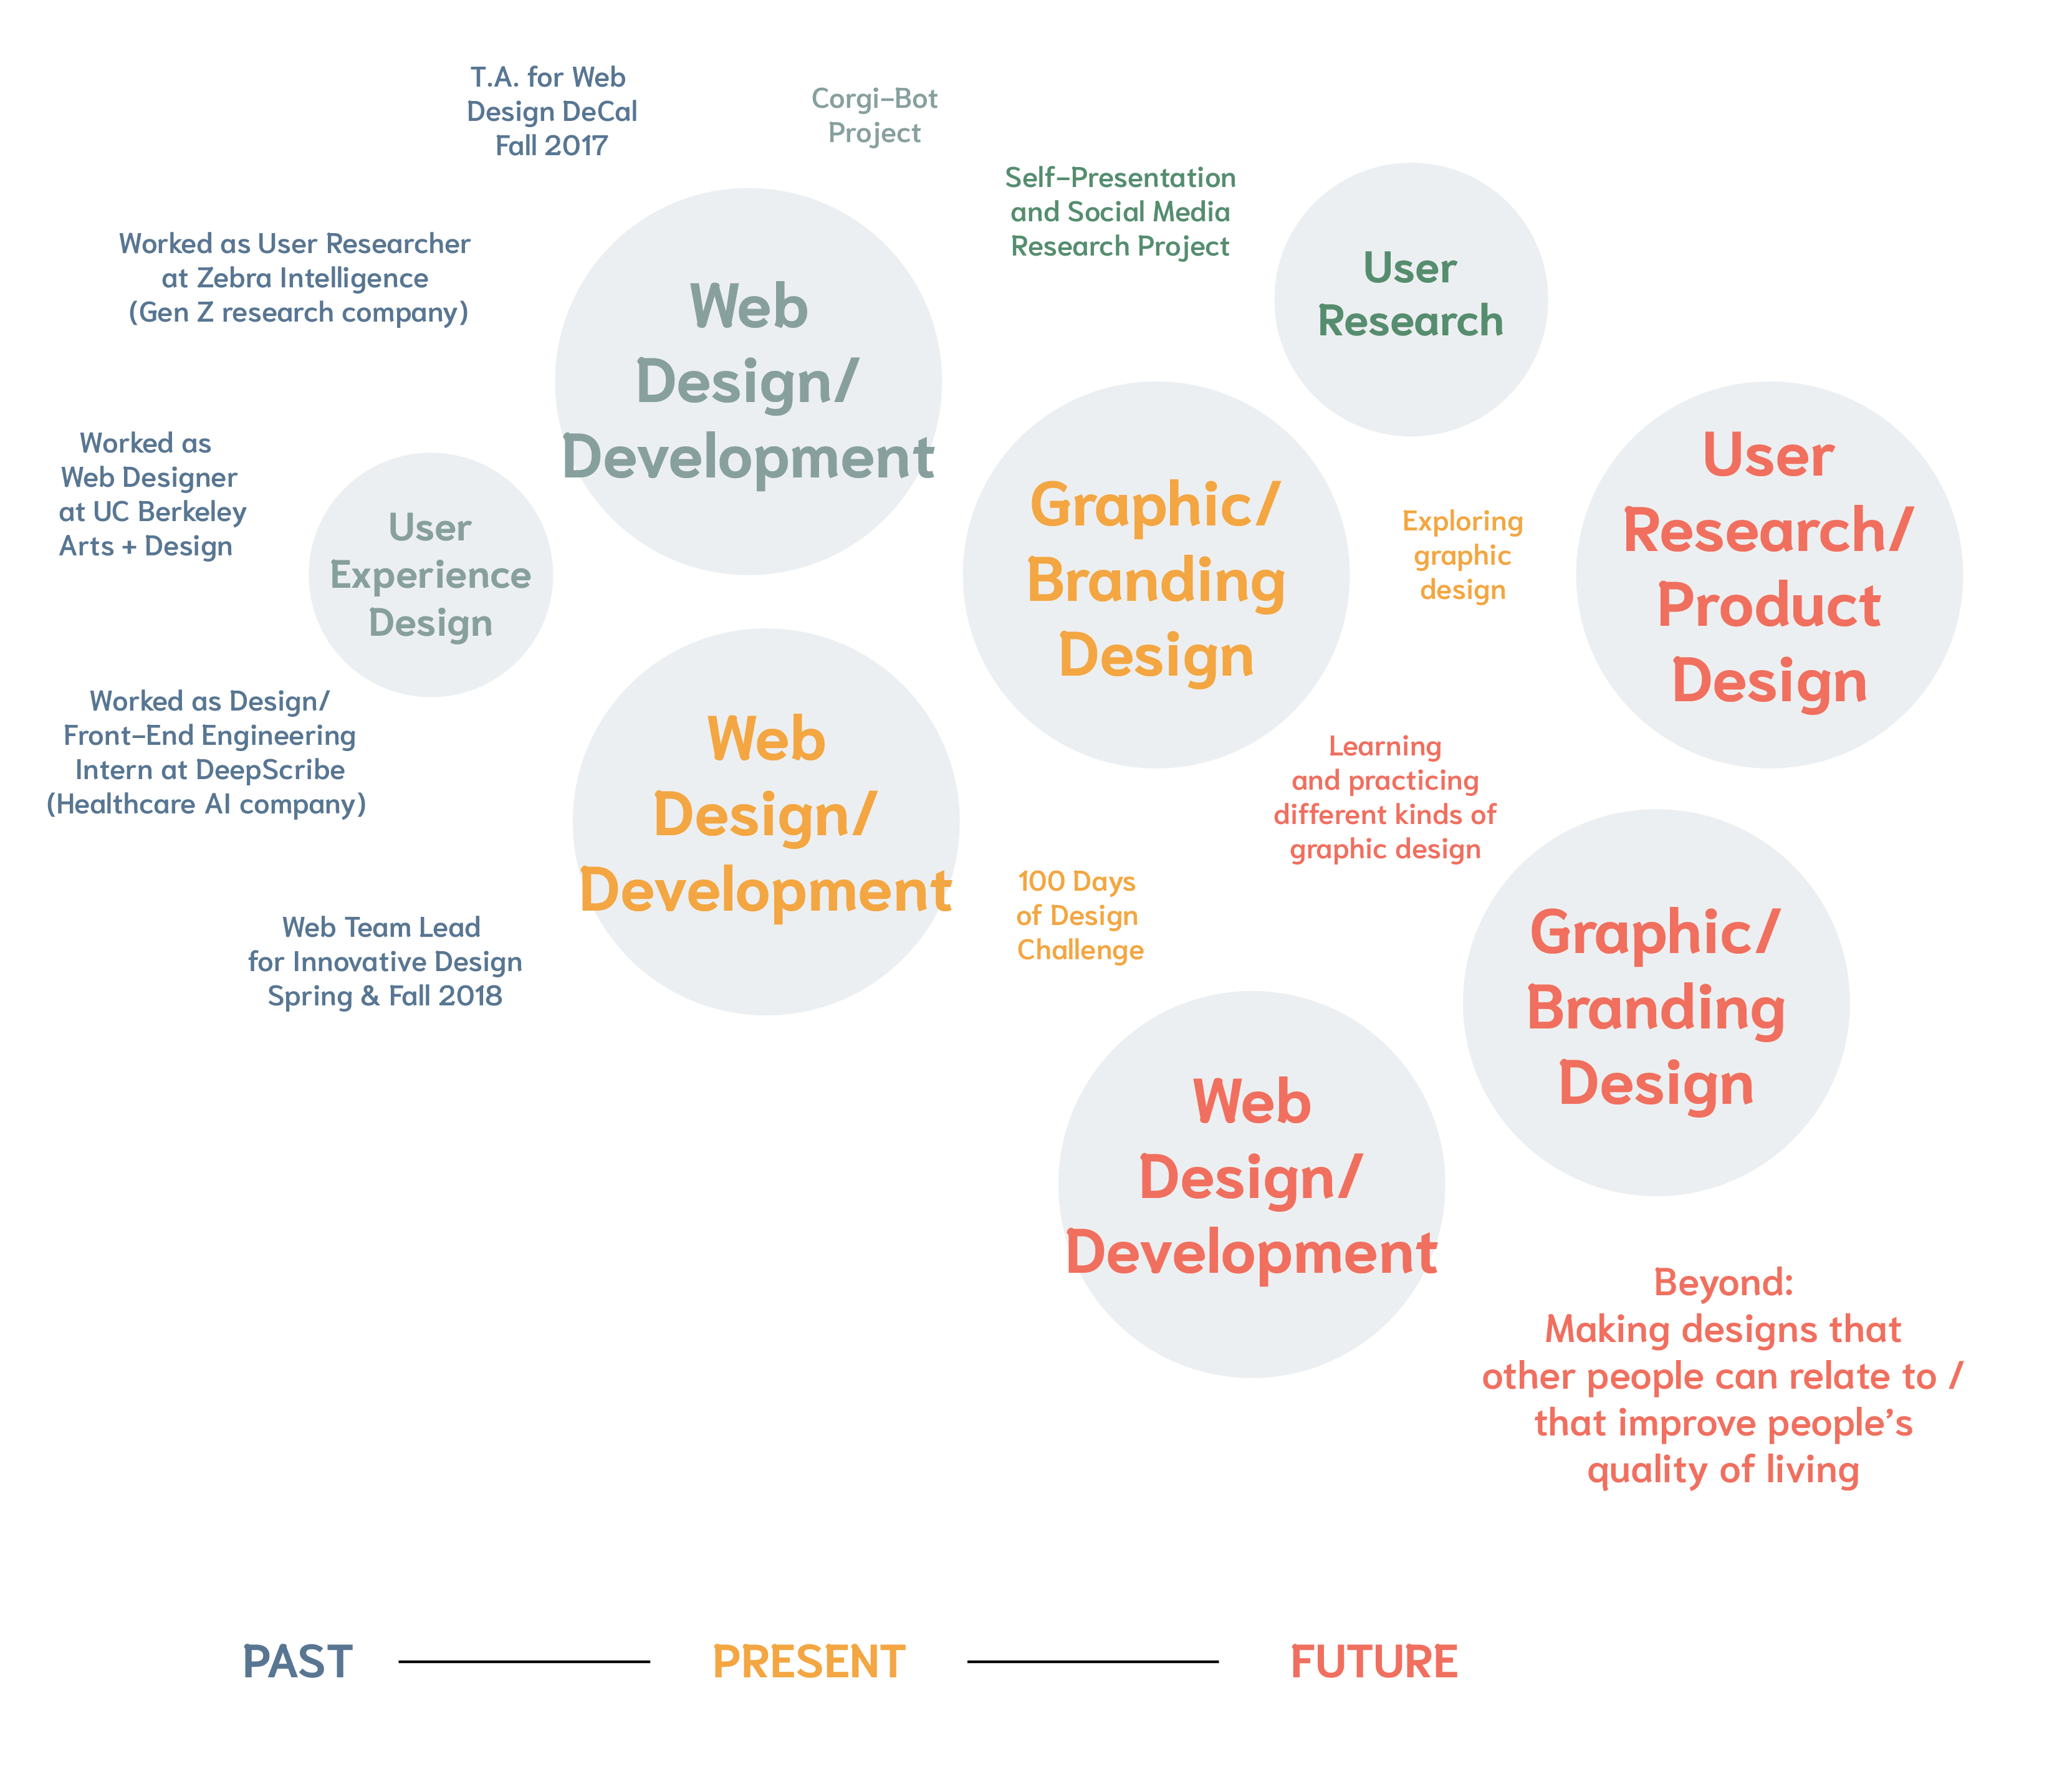 T.A. for Web
Design DeCal
Fall 2017
Corgi-Bot
Project
Self-Presentation
and Social Media
Research Project
User
Research
Worked as User Researcher
at Zebra Intelligence
(Gen Z research company)
Web
Design/
Development
Worked as
Web Designer
at UC Berkeley
Arts + Design
User
Experience
Design
Graphic/
Branding
Design
Exploring
graphic
design
User
Research/
Product
Design
Worked as Design/
Front-End Engineering
Intern at DeepScribe
(Healthcare AI company)
Web
Design/
Development
Learning
and practicing
different kinds of
graphic design
100 Days
of Design
Challenge
Web Team Lead
for Innovative Design
Spring & Fall 2018
Graphic/
Branding
Design
Web
Design/
Development
Beyond:
Making designs that
other people can relate to /
that improve people’s
quality of living
PAST
PRESENT
FUTURE